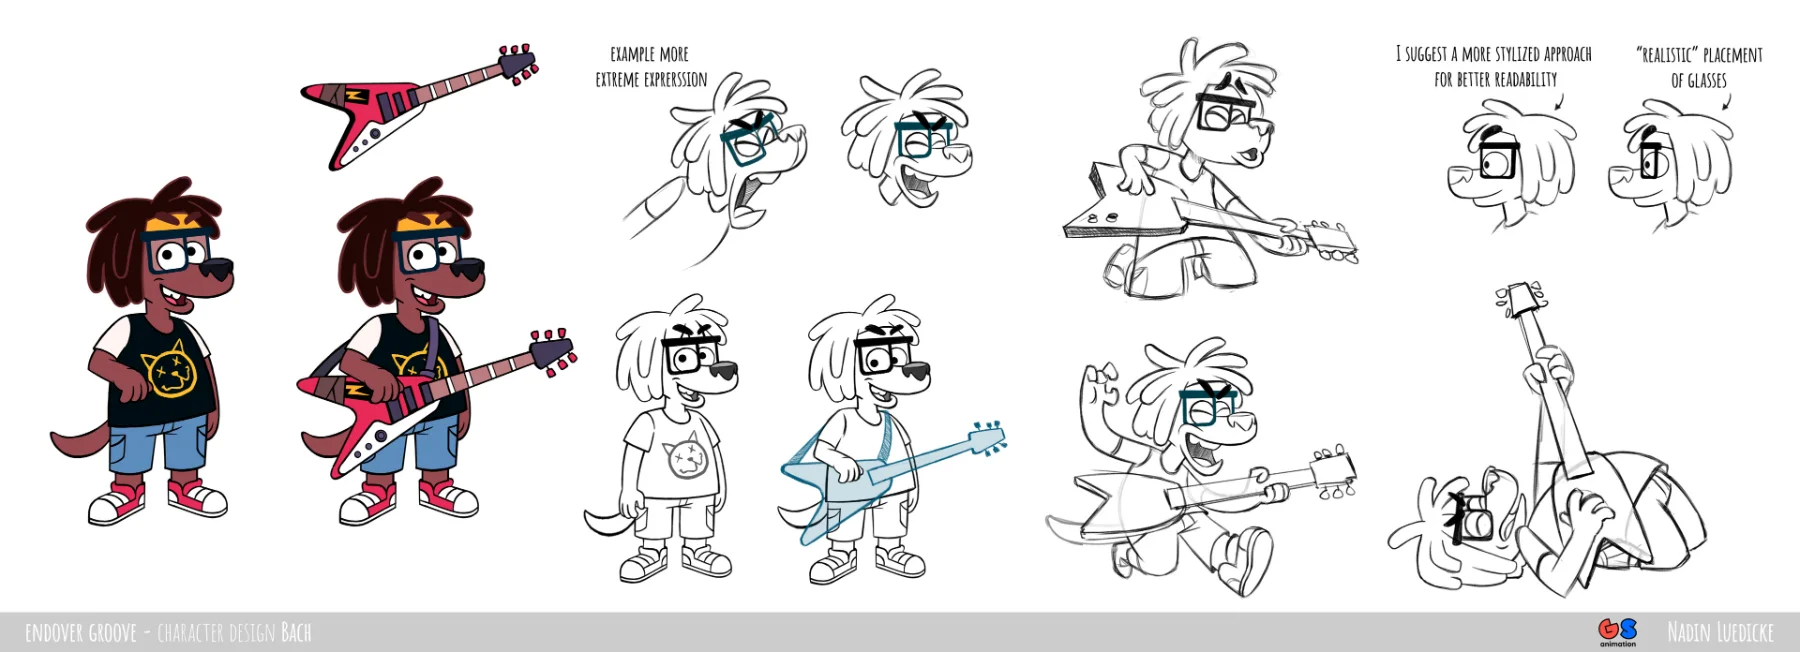 EXAMPLE MORE
EXTREME EXPRERSSION
I SUGGEST A MORE STYLIZED APPROACH
FOR BETTER READABILITY
"REALISTIC" PLACEMENT
OF GLASSES
ENDOVER GROOVE - CHARACTER DESIGN BACH
GS
animation
NADIN LUEDICKE